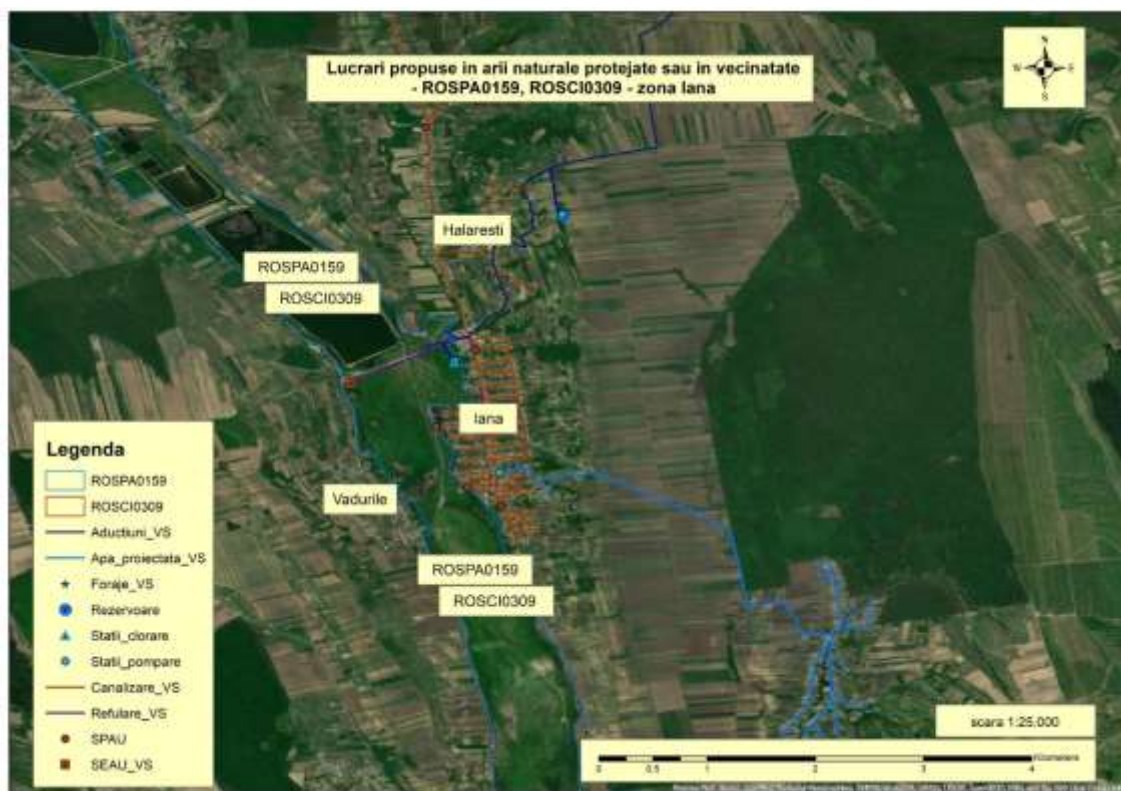 Lucrari propuse in arii naturale protejate sau in vecinatate
- ROSPA0159, ROSCI0309 - zona Iana
N
W E
S
Halaresti
ROSPA0159
ROSCI0309
Iana
Vadurile
ROSPA0159
ROSCI0309
Legenda
ROSPA0159
ROSCI0309
Aductiuni_VS
Apa_proiectata_VS
Foraje_VS
Rezervoare
Statii_clorare
Statii_pompare
Canalizare_VS
Refulare_VS
SPAU
SEAU_VS
scara 1:25.000
Kilometers
0 0,5 1 2 3 4